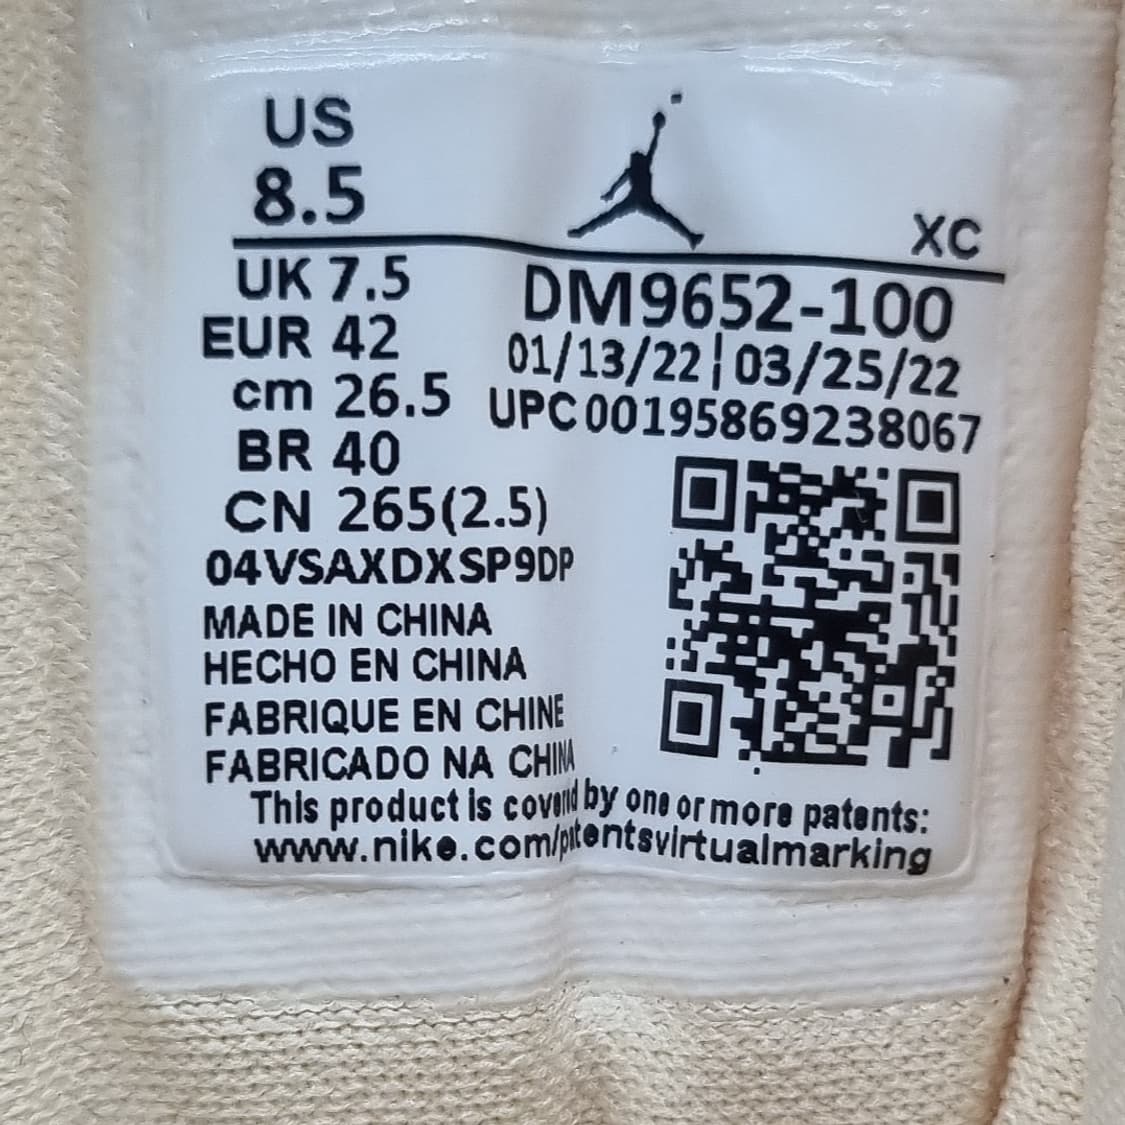 US
8.5
XC
UK 7.5
EUR 42
cm 26.5
BR 40
CN 265(2.5)
DM9652-100
01/13/22|03/25/22
UPC00195869238067
04VSAXDXSP9DP
MADE IN CHINA
HECHO EN CHINA
FABRIQUE EN CHINE
FABRICADO NA CHINA
This product is covered by one or more patents:
www.nike.com/patentsvirtualmarking